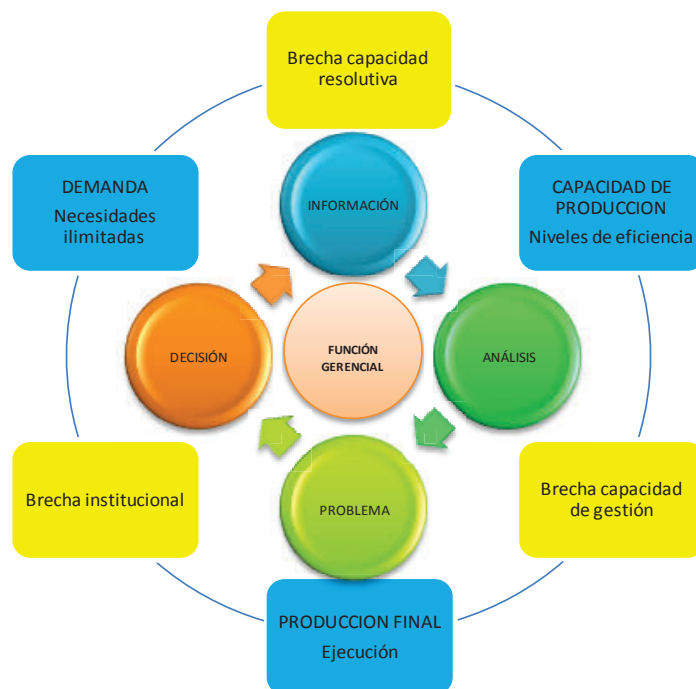 Brecha capacidad
resolutiva
DEMANDA
Necesidades
ilimitadas
INFORMACIÓN
CAPACIDAD DE
PRODUCCION
Niveles de eficiencia
DECISIÓN
FUNCIÓN
GERENCIAL
ANÁLISIS
Brecha institucional
PROBLEMA
Brecha capacidad
de gestión
PRODUCCION FINAL
Ejecución